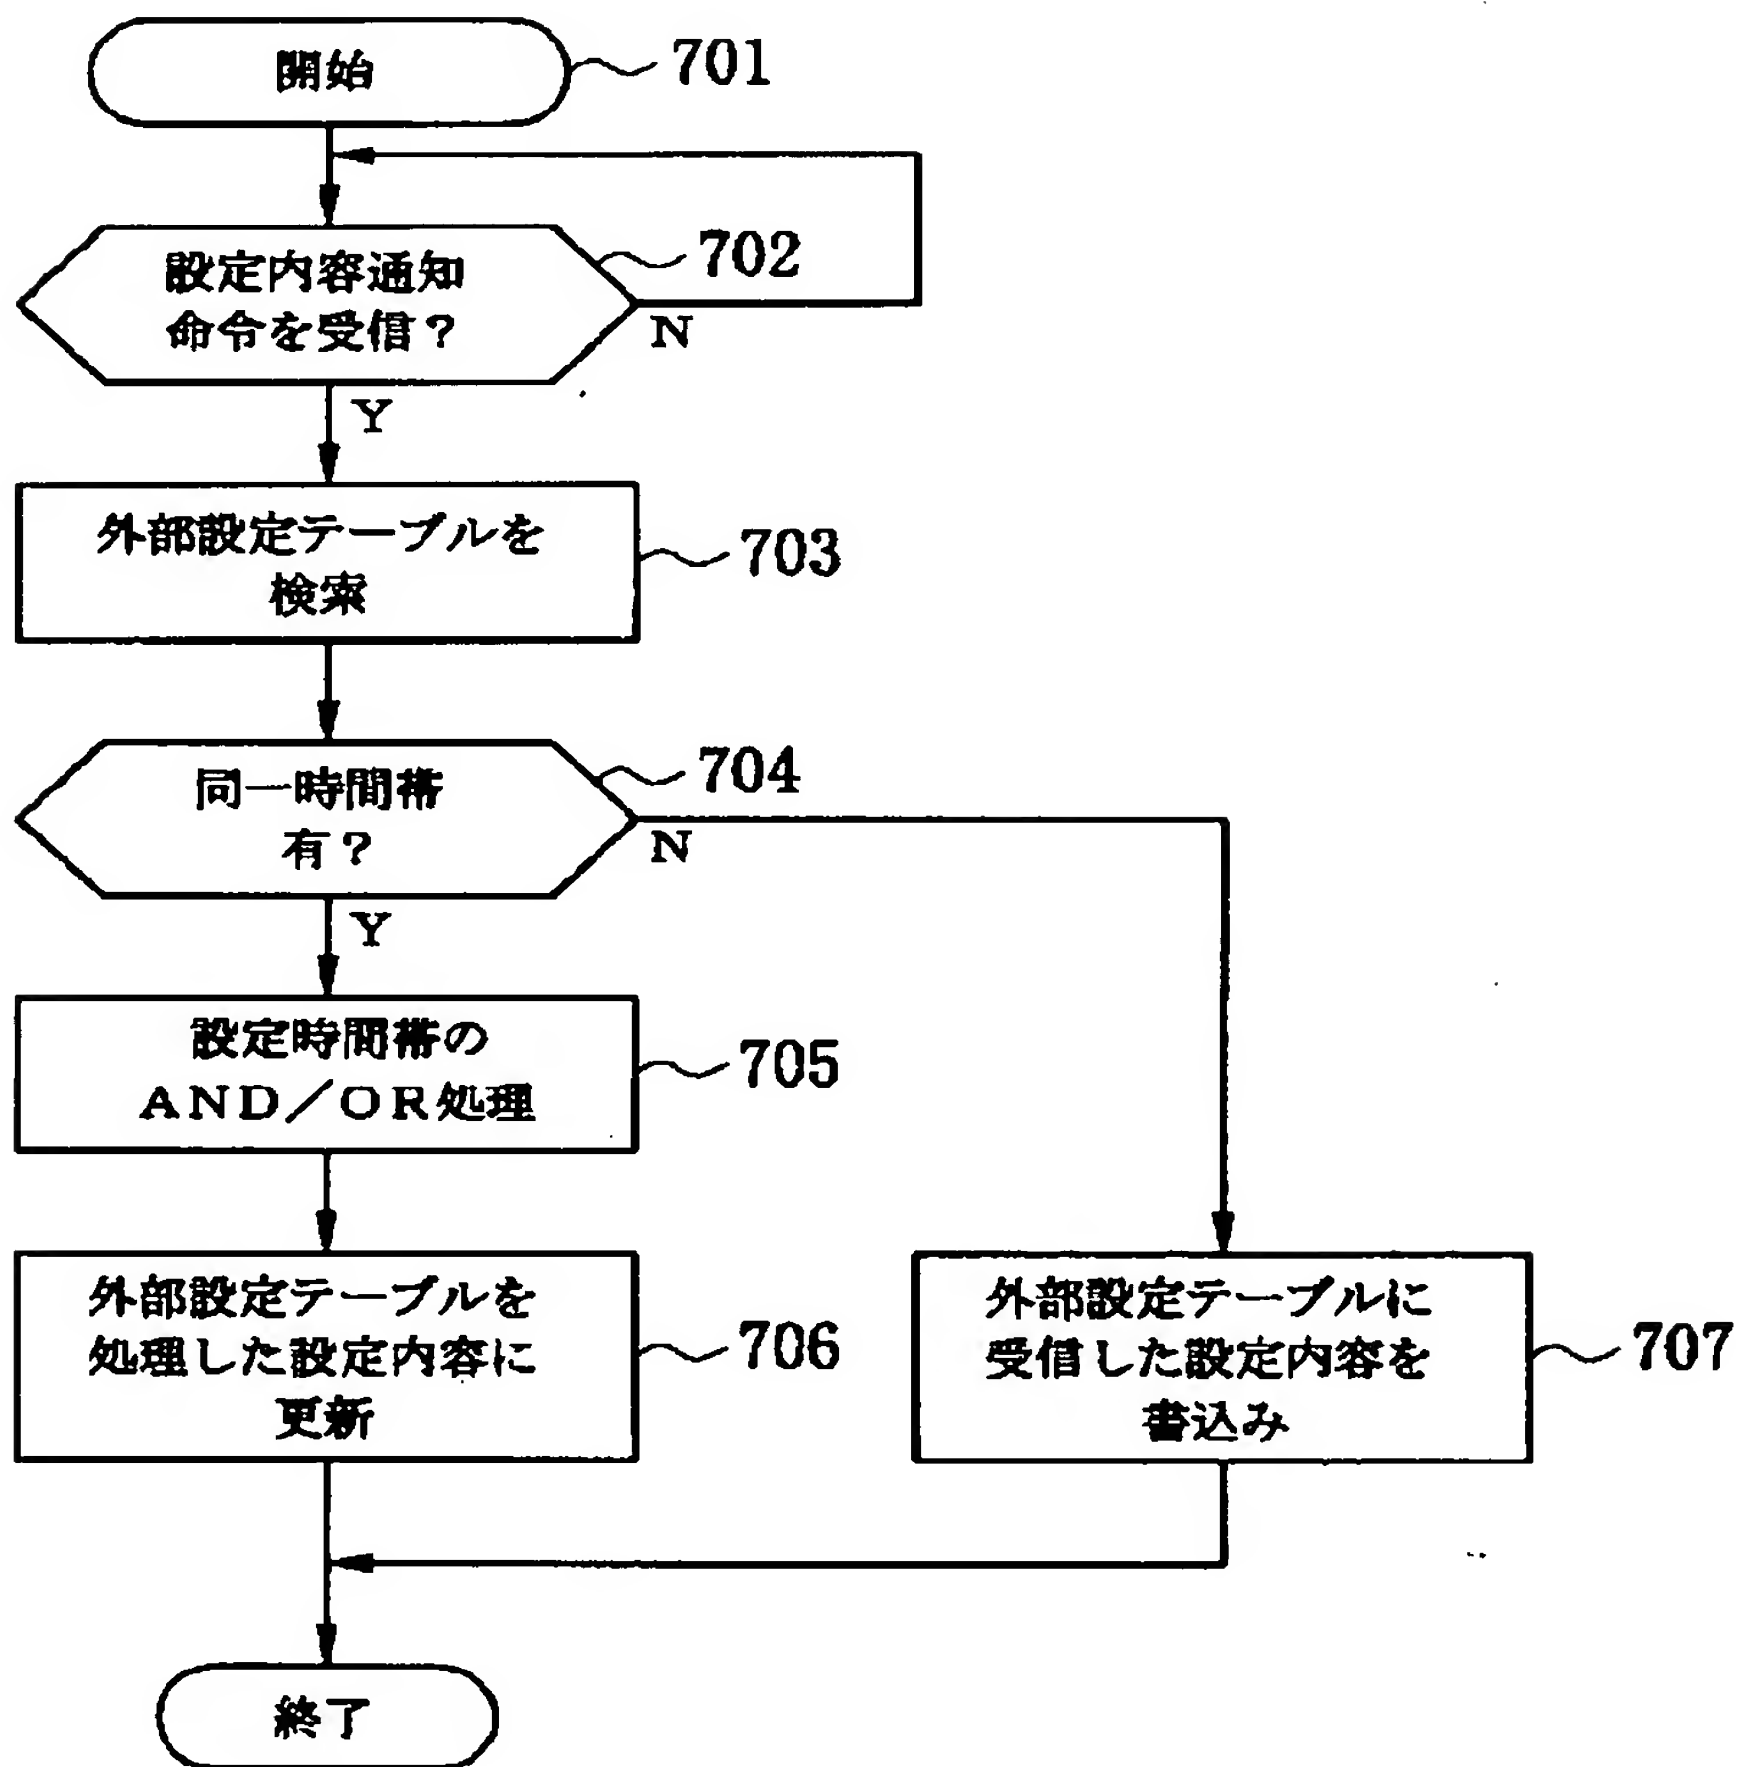 開始
701
設定内容通知
命令を受信？
702
N
Y
外部設定テーブルを
検索
703
同一時間帯
有？
704
N
Y
設定時間帯の
ＡＮＤ／ＯＲ処理
705
外部設定テーブルを
処理した設定内容に
更新
706
外部設定テーブルに
受信した設定内容を
書込み
707
終了